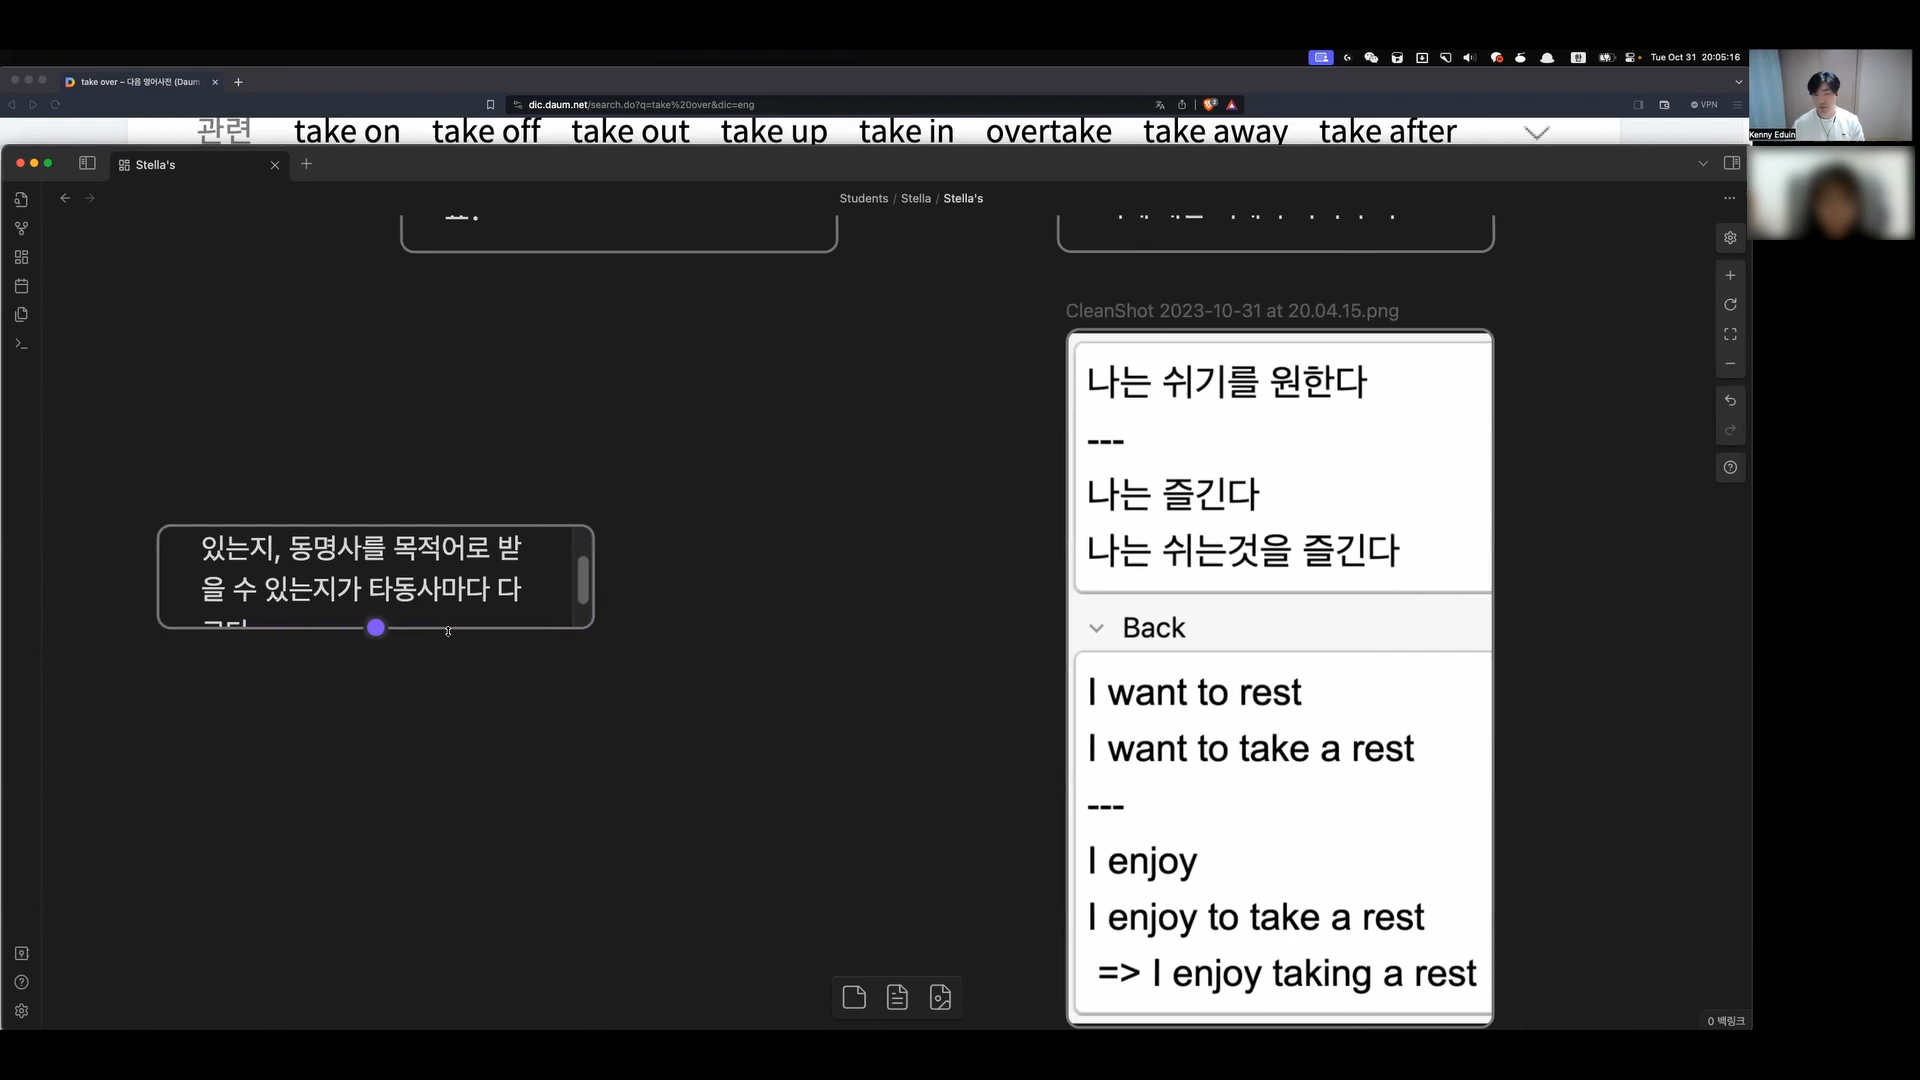 Tue Oct 31 20:05:16
take over – 다음 영어사전 (Daum
dic.daum.net/search.do?q=take%20over&dic=eng
VPN
Kenny Eduin
관련 take on take off take out take up take in overtake take away take after
Stella's
Students / Stella / Stella's
요.
CleanShot 2023-10-31 at 20.04.15.png
나는 쉬기를 원한다
---
나는 즐긴다
나는 쉬는것을 즐긴다
Back
I want to rest
I want to take a rest
---
I enjoy
I enjoy to take a rest
=> I enjoy taking a rest
있는지, 동명사를 목적어로 받
을 수 있는지가 타동사마다 다
0 백링크